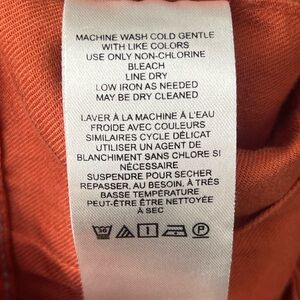 MACHINE WASH COLD GENTLE
WITH LIKE COLORS
USE ONLY NON-CHLORINE
BLEACH
LINE DRY
LOW IRON AS NEEDED
MAY BE DRY CLEANED
LAVER À LA MACHINE À L'EAU
FROIDE AVEC COULEURS
SIMILAIRES CYCLE DÉLICAT
UTILISER UN AGENT DE
BLANCHIMENT SANS CHLORE SI
NÉCESSAIRE
SUSPENDRE POUR SECHER
REPASSER, AU BESOIN, À TRÈS
BASSE TEMPÉRATURE
PEUT-ÊTRE ÊTRE NETTOYÉE
À SEC
30 P